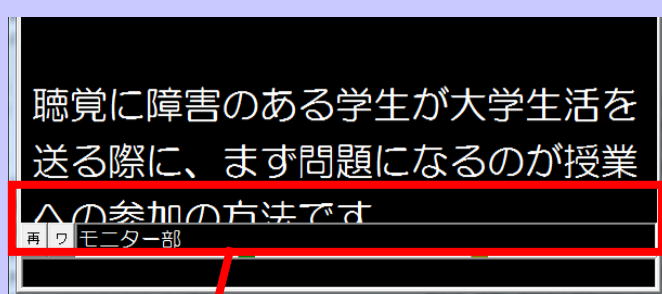 聴覚に障害のある学生が大学生活を
送る際に、まず問題になるのが授業
への参加の方法です
再 ワ モニター部